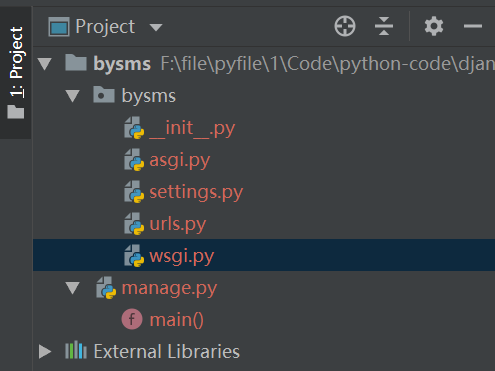 1: Project
Project
bysms F:\file\pyfile\1\Code\python-code\djan
bysms
__init__.py
asgi.py
settings.py
urls.py
wsgi.py
manage.py
f main()
External Libraries